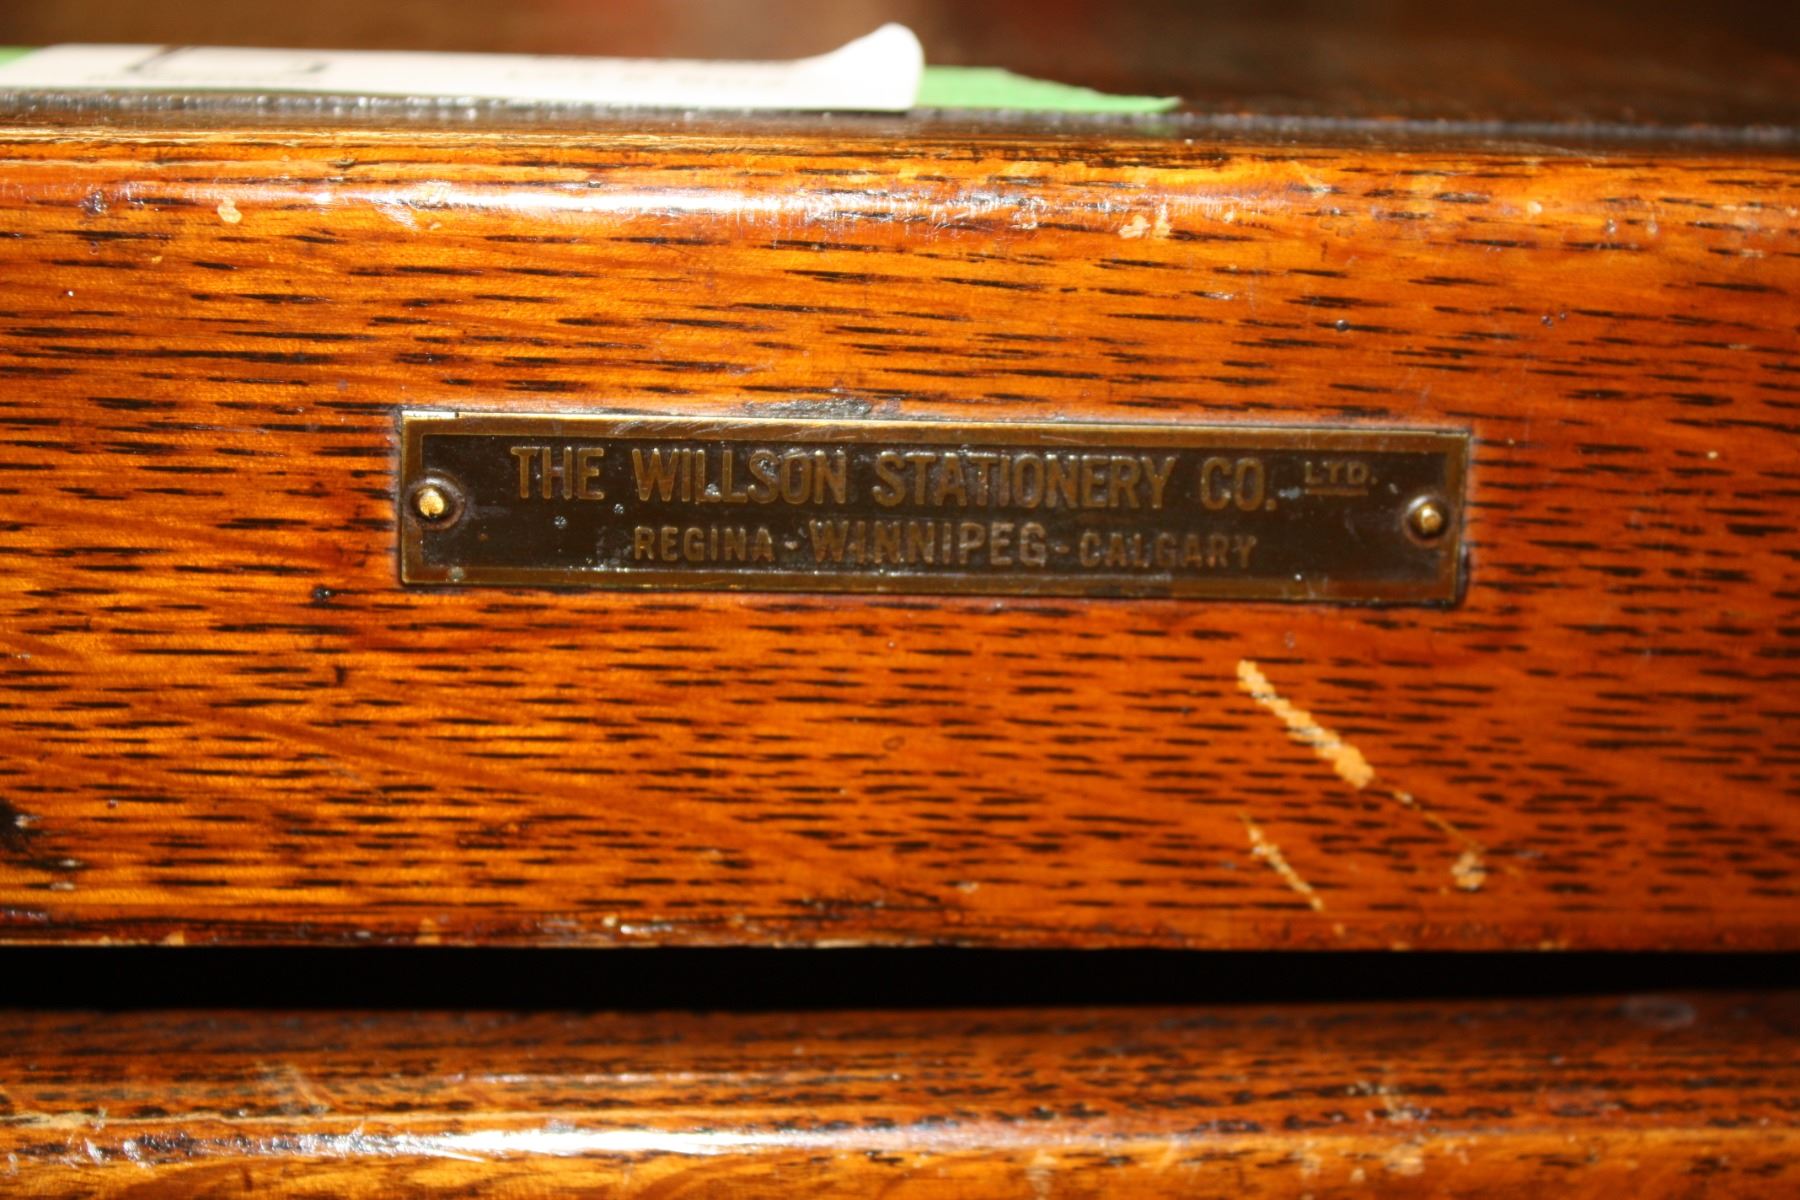 THE WILLSON STATIONERY CO. LTD.
REGINA - WINNIPEG - CALGARY